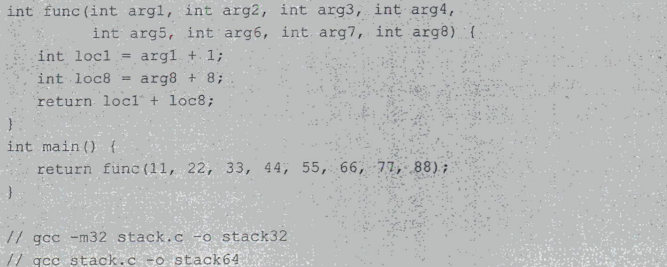 int func(int arg1, int arg2, int arg3, int arg4,
         int arg5, int arg6, int arg7, int arg8) {
   int loc1 = arg1 + 1;
   int loc8 = arg8 + 8;
   return loc1 + loc8;
}
int main() {
   return func(11, 22, 33, 44, 55, 66, 77, 88);
}

// gcc -m32 stack.c -o stack32
// gcc stack.c -o stack64